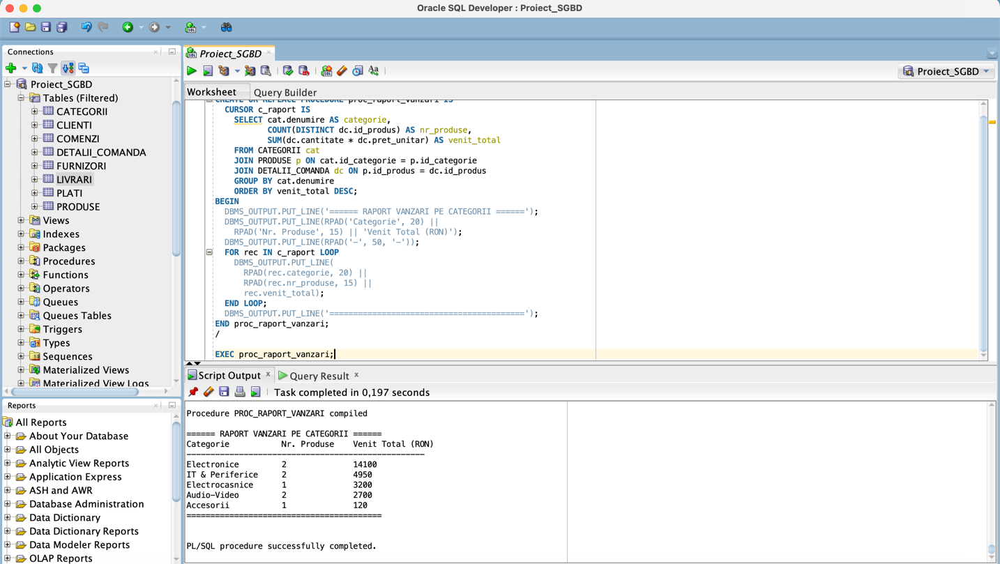 Oracle SQL Developer : Proiect_SGBD
Connections
Proiect_SGBD
Tables (Filtered)
CATEGORII
CLIENTI
COMENZI
DETALII_COMANDA
FURNIZORI
LIVRARI
PLATI
PRODUSE
Views
Indexes
Packages
Procedures
Functions
Operators
Queues
Queues Tables
Triggers
Types
Sequences
Materialized Views
Materialized View Logs
Reports
All Reports
About Your Database
All Objects
Analytic View Reports
Application Express
ASH and AWR
Database Administration
Data Dictionary
Data Dictionary Reports
Data Modeler Reports
OLAP Reports
Proiect_SGBD
Proiect_SGBD
Worksheet Query Builder
CREATE OR REPLACE PROCEDURE proc_raport_vanzari IS
CURSOR c_raport IS
SELECT cat.denumire AS categorie,
COUNT(DISTINCT dc.id_produs) AS nr_produse,
SUM(dc.cantitate * dc.pret_unitar) AS venit_total
FROM CATEGORII cat
JOIN PRODUSE p ON cat.id_categorie = p.id_categorie
JOIN DETALII_COMANDA dc ON p.id_produs = dc.id_produs
GROUP BY cat.denumire
ORDER BY venit_total DESC;
BEGIN
DBMS_OUTPUT.PUT_LINE('====== RAPORT VANZARI PE CATEGORII ======');
DBMS_OUTPUT.PUT_LINE(RPAD('Categorie', 20) ||
RPAD('Nr. Produse', 15) || 'Venit Total (RON)');
DBMS_OUTPUT.PUT_LINE(RPAD('-', 50, '-'));
FOR rec IN c_raport LOOP
DBMS_OUTPUT.PUT_LINE(
RPAD(rec.categorie, 20) ||
RPAD(rec.nr_produse, 15) ||
rec.venit_total);
END LOOP;
DBMS_OUTPUT.PUT_LINE('=========================================');
END proc_raport_vanzari;
/
EXEC proc_raport_vanzari;
Script Output Query Result
Task completed in 0,197 seconds
Procedure PROC_RAPORT_VANZARI compiled
====== RAPORT VANZARI PE CATEGORII ======
Categorie Nr. Produse Venit Total (RON)
--------------------------------------------------
Electronice 2 14100
IT & Periferice 2 4950
Electrocasnice 1 3200
Audio-Video 2 2700
Accesorii 1 120
=========================================
PL/SQL procedure successfully completed.